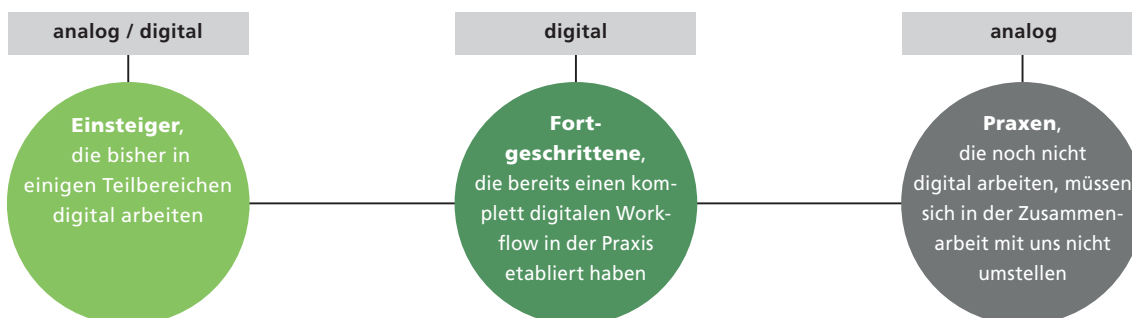 analog / digital
Einsteiger,
die bisher in
einigen Teilbereichen
digital arbeiten
digital
Fort-
geschrittene,
die bereits einen kom-
plett digitalen Work-
flow in der Praxis
etabliert haben
analog
Praxen,
die noch nicht
digital arbeiten, müssen
sich in der Zusammen-
arbeit mit uns nicht
umstellen